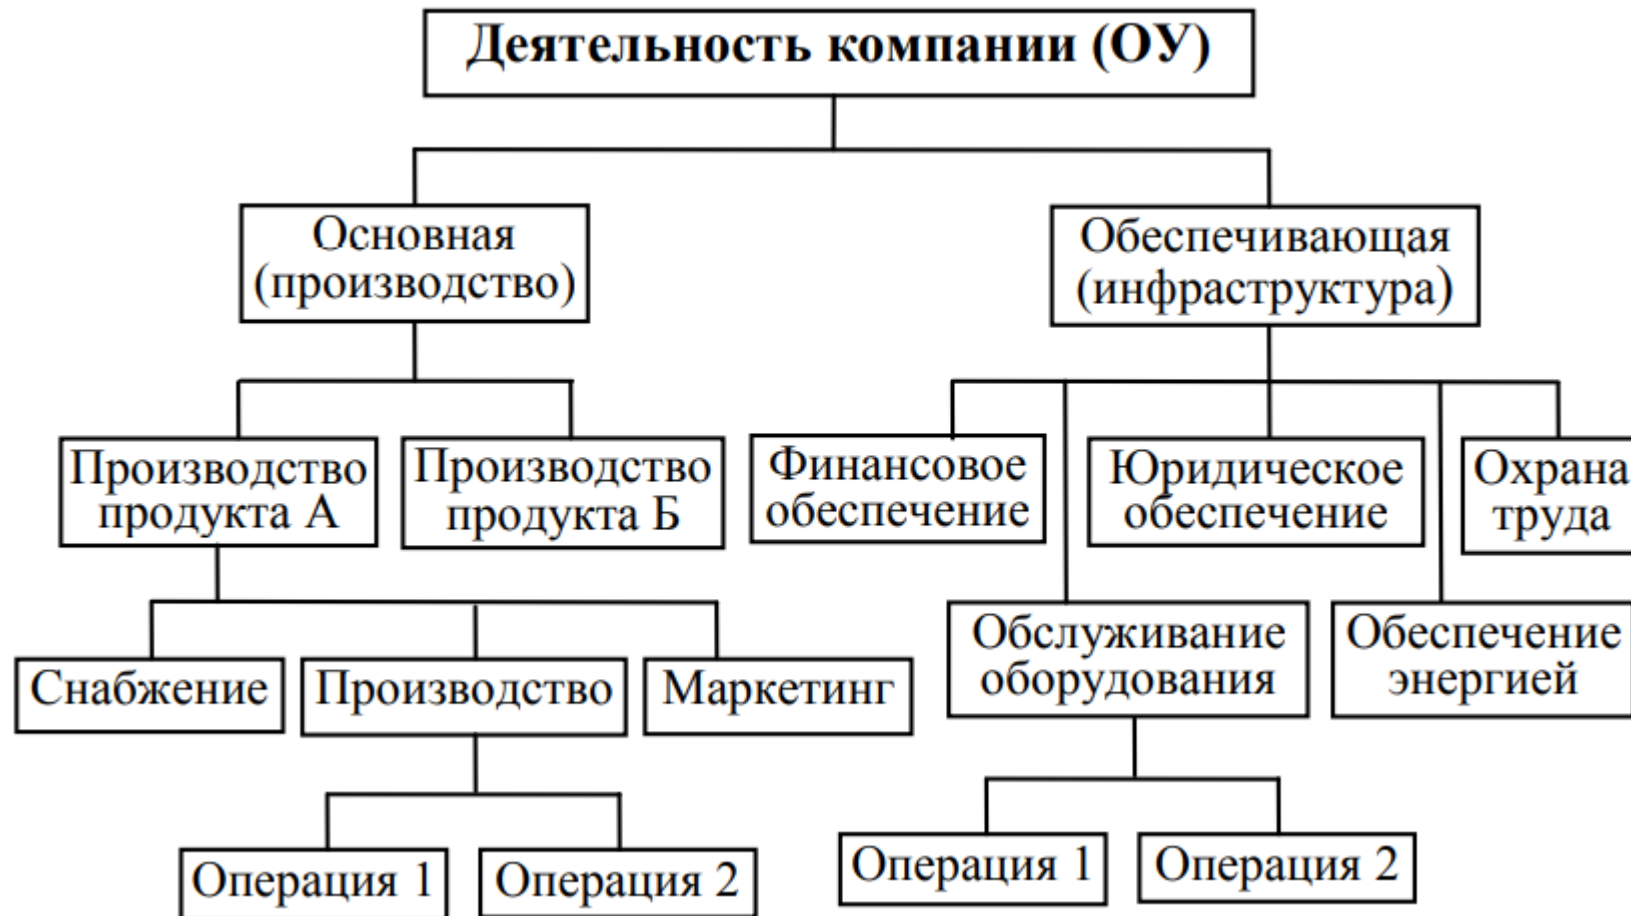 Деятельность компании (ОУ)
Основная
(производство)
Обеспечивающая
(инфраструктура)
Производство
продукта А
Производство
продукта Б
Финансовое
обеспечение
Юридическое
обеспечение
Охрана
труда
Снабжение
Производство
Маркетинг
Обслуживание
оборудования
Обеспечение
энергией
Операция 1
Операция 2
Операция 1
Операция 2